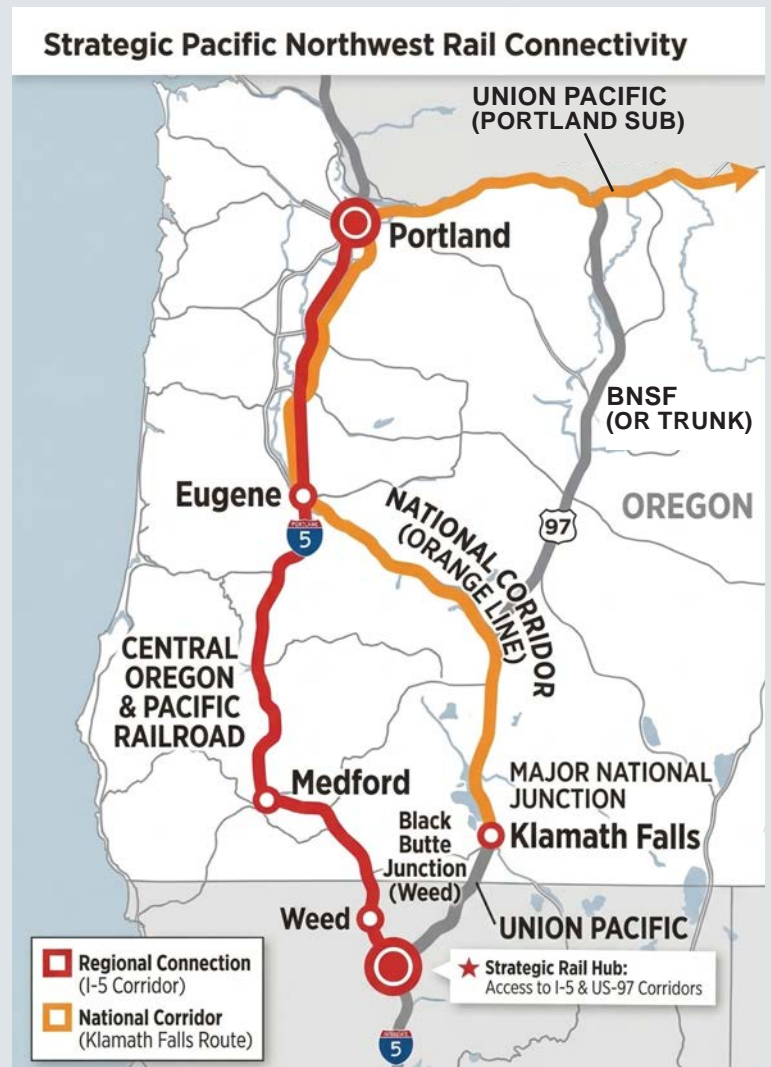 Strategic Pacific Northwest Rail Connectivity
UNION PACIFIC
(PORTLAND SUB)
Portland
BNSF
(OR TRUNK)
Eugene
PORTLAND
5
NATIONAL CORRIDOR
(ORANGE LINE)
97
OREGON
CENTRAL
OREGON
& PACIFIC
RAILROAD
Medford
MAJOR NATIONAL
JUNCTION
Klamath Falls
Black
Butte
Junction
(Weed)
Weed
UNION PACIFIC
Regional Connection
(I-5 Corridor)
National Corridor
(Klamath Falls Route)
★ Strategic Rail Hub:
Access to I-5 & US-97 Corridors
5